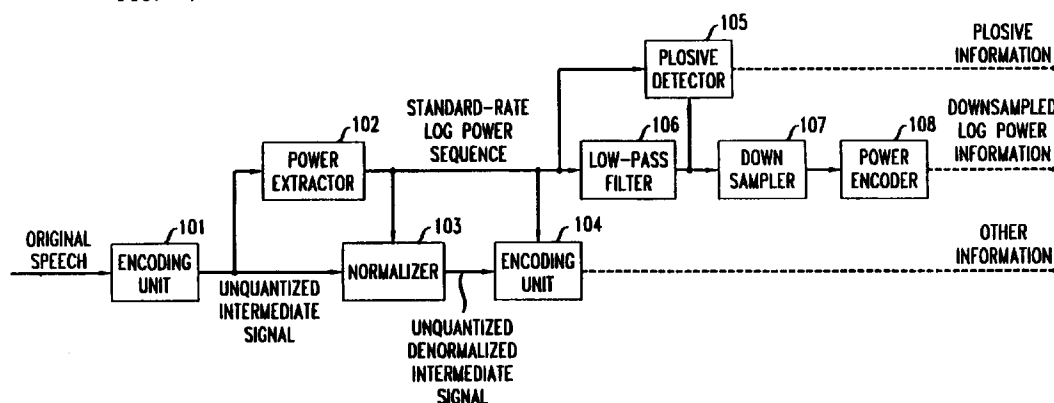 105
PLOSIVE
DETECTOR
PLOSIVE
INFORMATION
STANDARD-RATE
LOG POWER
SEQUENCE
102
POWER
EXTRACTOR
106
LOW-PASS
FILTER
107
DOWN
SAMPLER
108
POWER
ENCODER
DOWNSAMPLED
LOG POWER
INFORMATION
ORIGINAL
SPEECH
101
ENCODING
UNIT
UNQUANTIZED
INTERMEDIATE
SIGNAL
103
NORMALIZER
UNQUANTIZED
DENORMALIZED
INTERMEDIATE
SIGNAL
104
ENCODING
UNIT
OTHER
INFORMATION